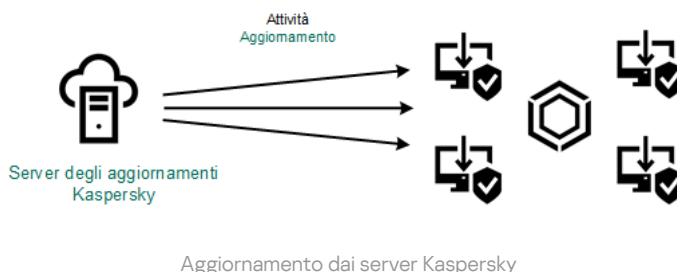 Attività
Aggiornamento
Server degli aggiornamenti
Kaspersky
Aggiornamento dai server Kaspersky